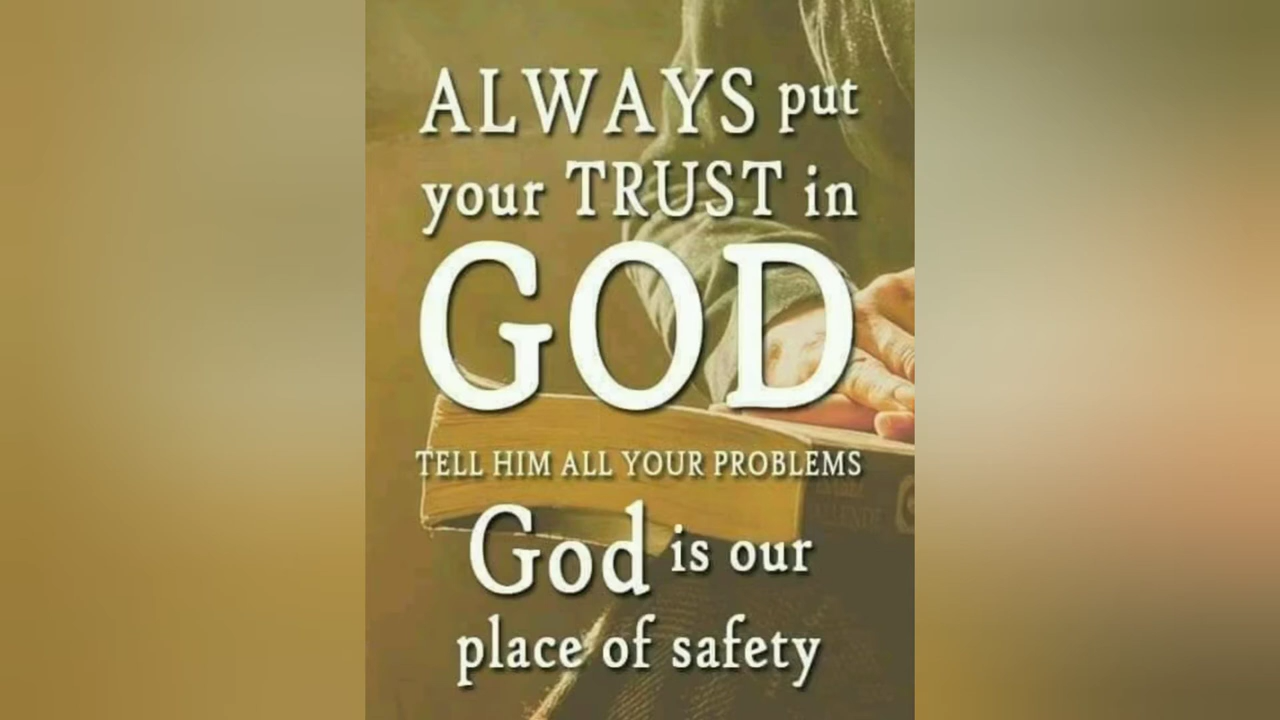 ALWAYS put
your TRUST in
GOD
TELL HIM ALL YOUR PROBLEMS
God is our
place of safety